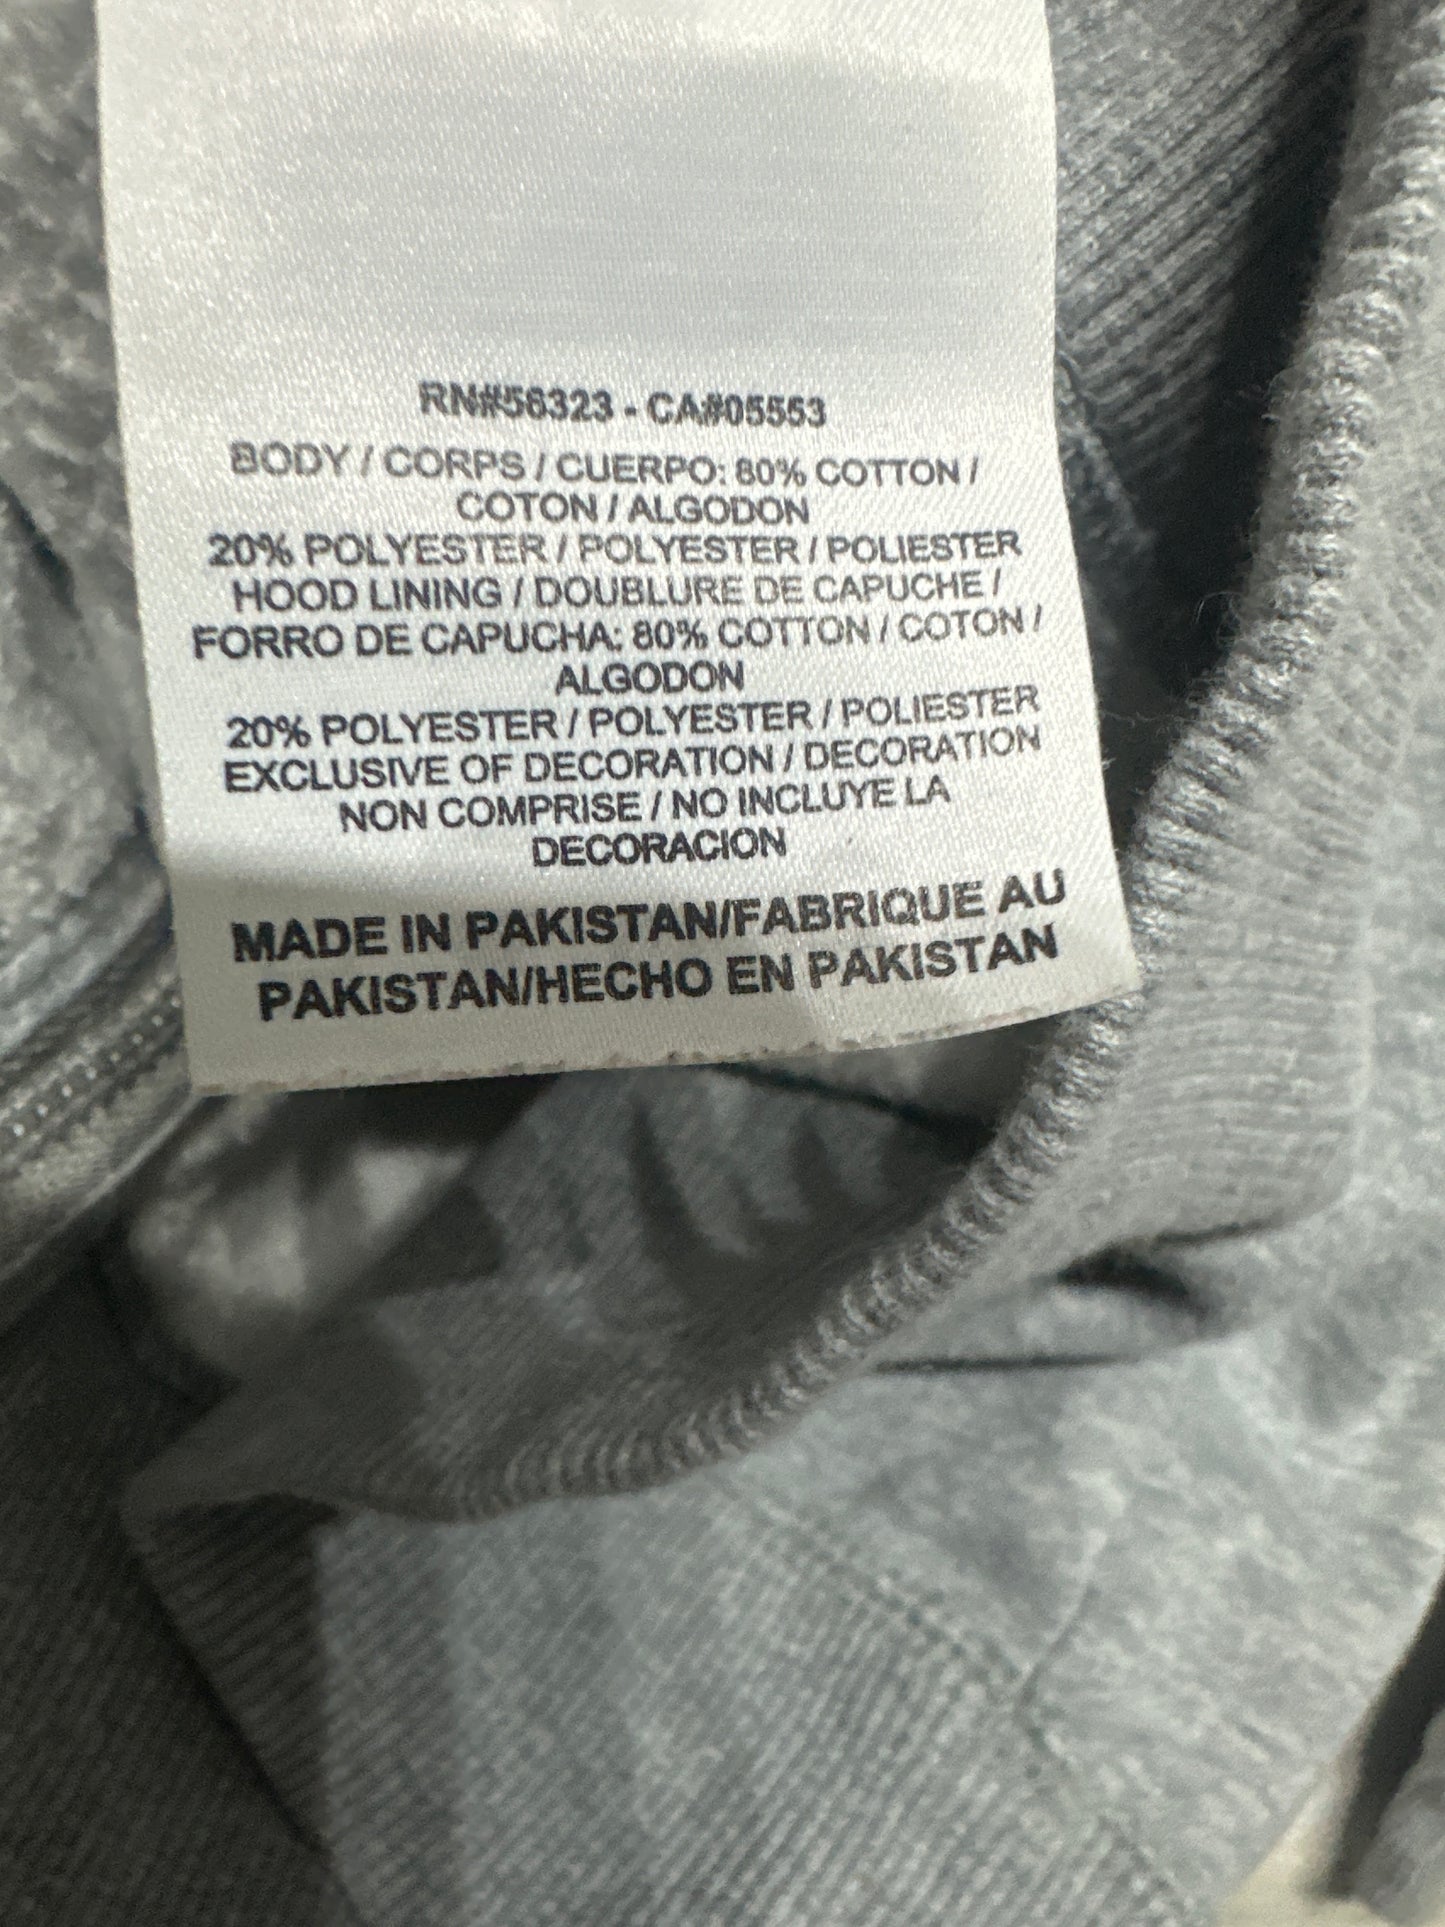 RN#56323 - CA#05553
BODY / CORPS / CUERPO: 80% COTTON /
COTON / ALGODON
20% POLYESTER / POLYESTER / POLIESTER
HOOD LINING / DOUBLURE DE CAPUCHE /
FORRO DE CAPUCHA: 80% COTTON / COTON /
ALGODON
20% POLYESTER / POLYESTER / POLIESTER
EXCLUSIVE OF DECORATION / DECORATION
NON COMPRISE / NO INCLUYE LA
DECORACION
MADE IN PAKISTAN/FABRIQUE AU
PAKISTAN/HECHO EN PAKISTAN